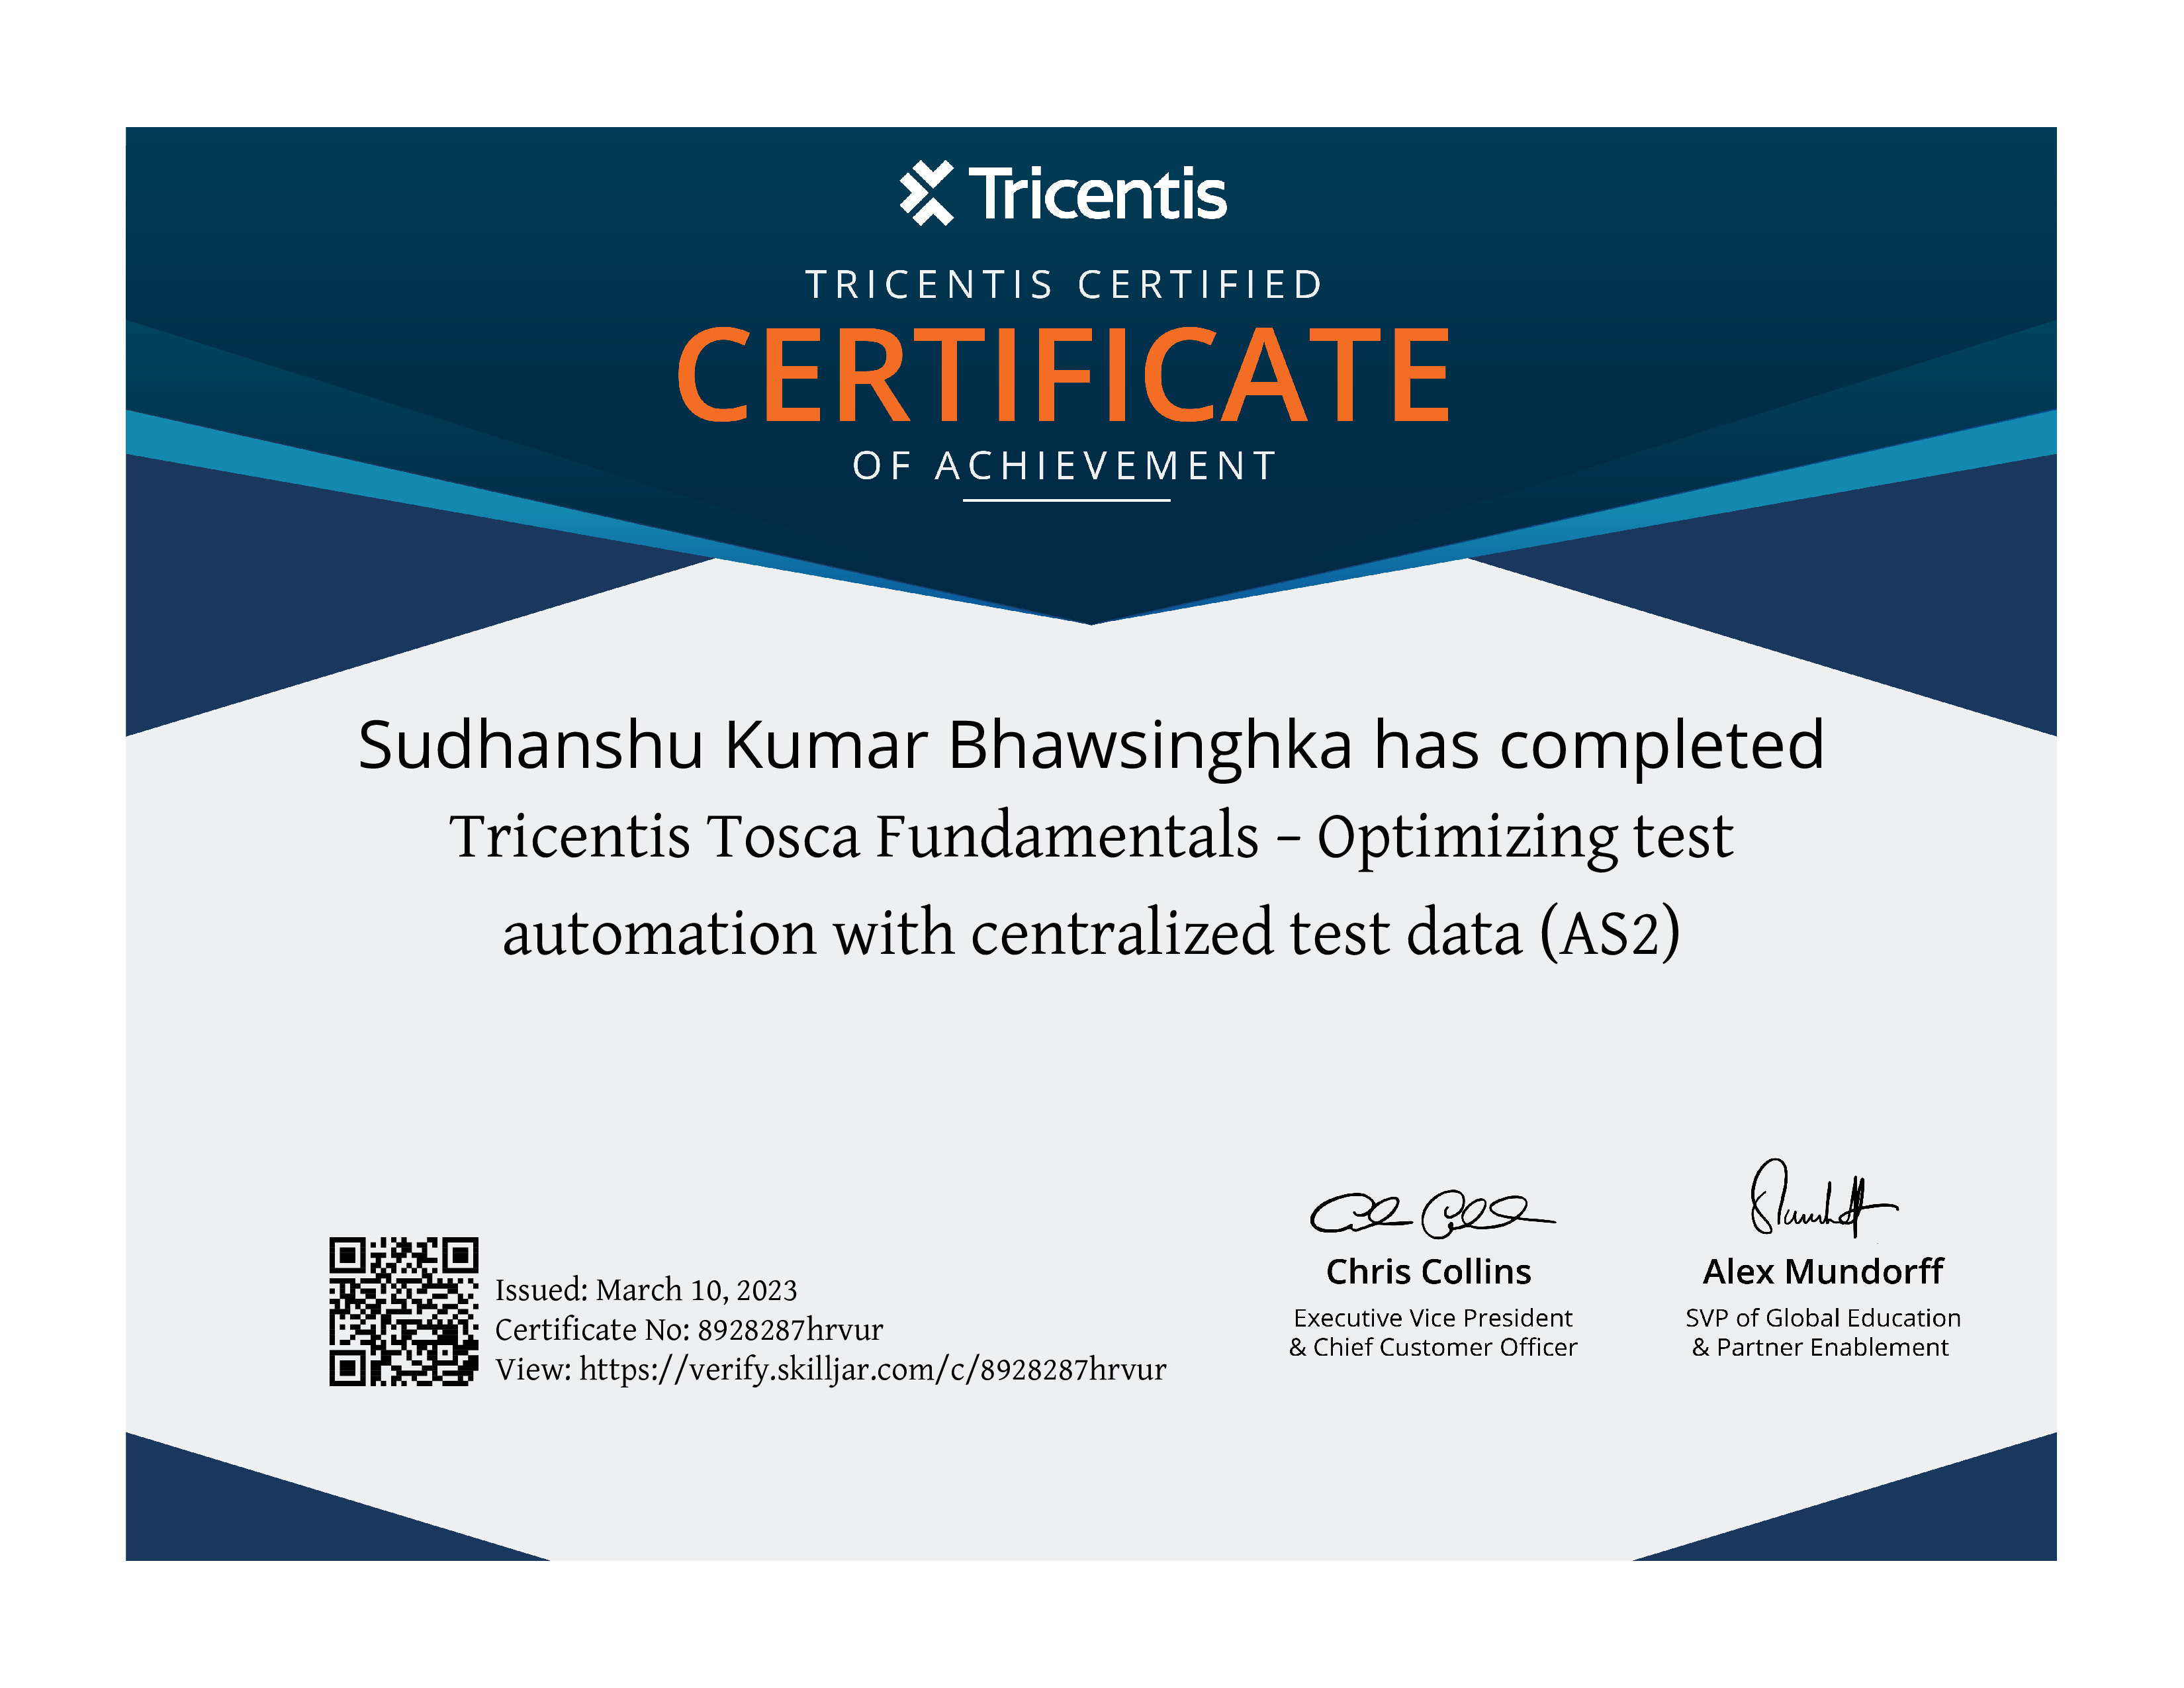 Tricentis
TRICENTIS CERTIFIED
CERTIFICATE
OF ACHIEVEMENT
Sudhanshu Kumar Bhawsinghka has completed
Tricentis Tosca Fundamentals – Optimizing test
automation with centralized test data (AS2)
Issued: March 10, 2023
Certificate No: 8928287hrvur
View: https://verify.skilljar.com/c/8928287hrvur
Chris Collins
Executive Vice President
& Chief Customer Officer
Alex Mundorff
SVP of Global Education
& Partner Enablement